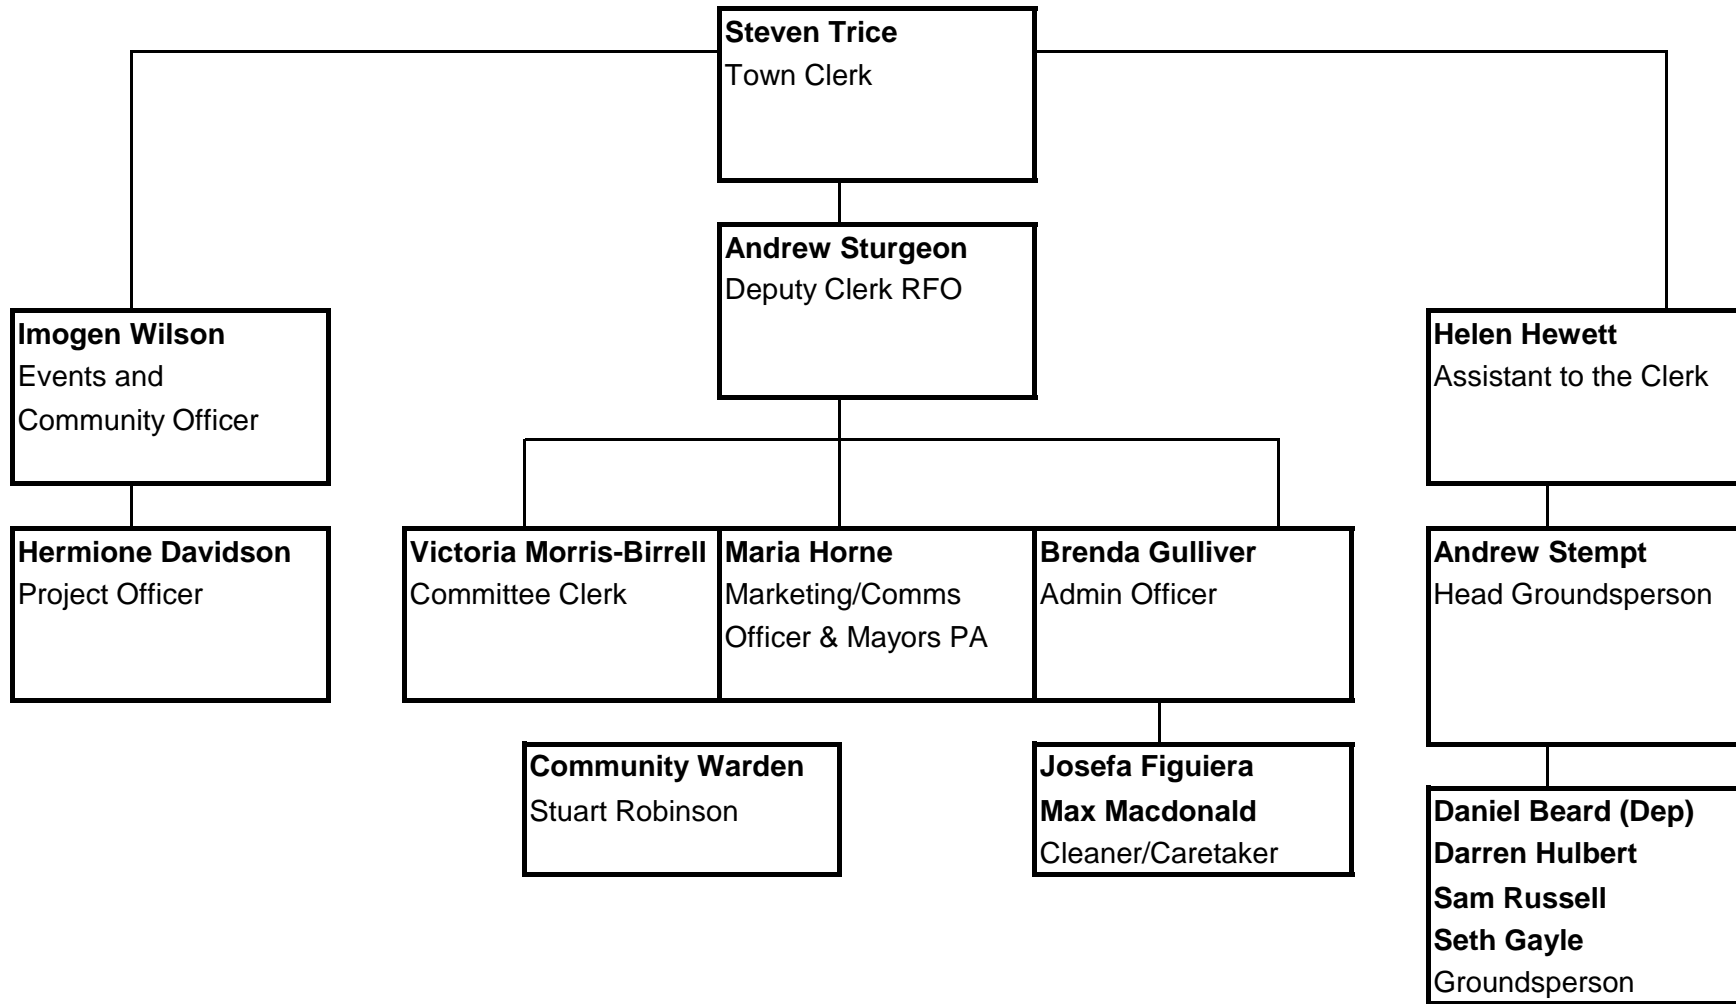 Steven Trice
Town Clerk
Andrew Sturgeon
Deputy Clerk RFO
Imogen Wilson
Events and
Community Officer
Helen Hewett
Assistant to the Clerk
Hermione Davidson
Project Officer
Victoria Morris-Birrell
Committee Clerk
Maria Horne
Marketing/Comms
Officer & Mayors PA
Brenda Gulliver
Admin Officer
Andrew Stempt
Head Groundsperson
Community Warden
Stuart Robinson
Josefa Figuiera
Max Macdonald
Cleaner/Caretaker
Daniel Beard (Dep)
Darren Hulbert
Sam Russell
Seth Gayle
Groundsperson